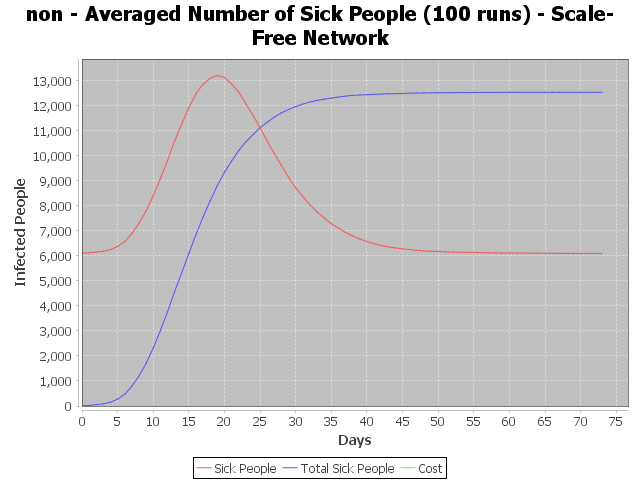 non - Averaged Number of Sick People (100 runs) - Scale-
Free Network
Infected People
13,000
12,000
11,000
10,000
9,000
8,000
7,000
6,000
5,000
4,000
3,000
2,000
1,000
0
0 5 10 15 20 25 30 35 40 45 50 55 60 65 70 75
Days
Sick People Total Sick People Cost